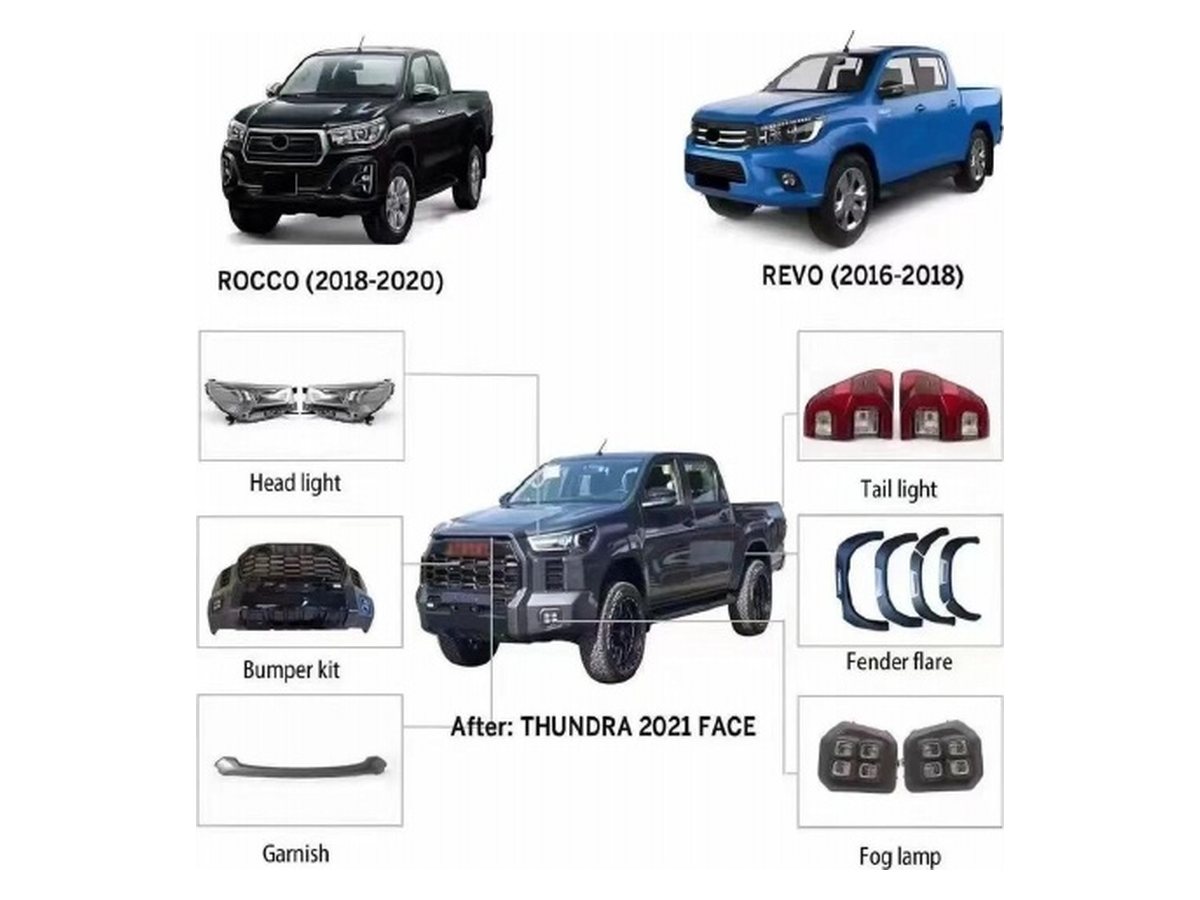 ROCCO (2018-2020)
REVO (2016-2018)
Head light
Tail light
Bumper kit
Fender flare
After: THUNDRA 2021 FACE
Garnish
Fog lamp